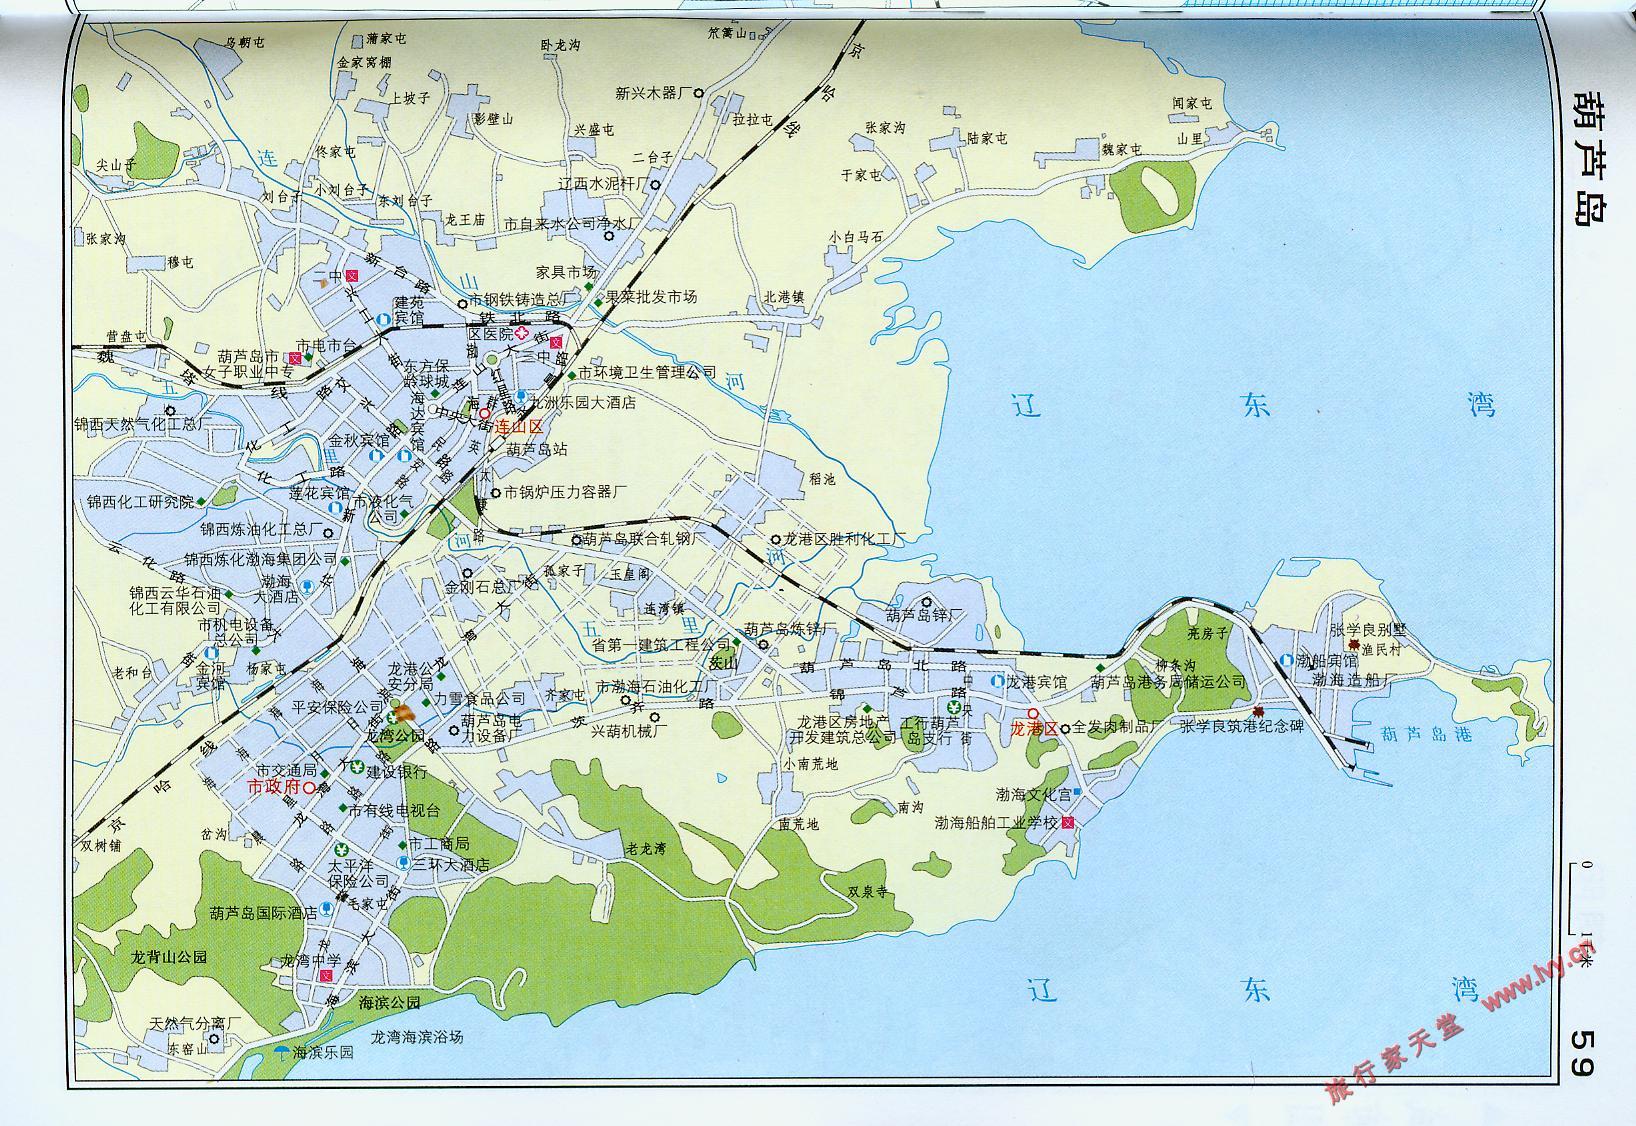 葫芦岛
乌朝屯
蒲家屯
金家窝棚
卧龙沟
笊篱山
京哈线
上坡子
新兴木器厂
影壁山
兴盛屯
拉拉屯
闻家屯
山里
张家沟
陆家屯
魏家屯
尖山子
连
佟家屯
二台子
刘台子
小刘台子
东刘台子
辽西水泥杆厂
于家屯
龙王庙
市自来水公司净水厂
小白马石
张家沟
穆屯
新台路
二中
山
家具市场
建苑
宾馆
市钢铁铸造总厂
果菜批发市场
北港镇
铁北路
营盘屯
区医院
市电台
葫芦岛市
女子职业中专
三中
东方保
龄球城
市环境卫生管理公司
河
五
魏塔线
海达宾馆
中央大街
红星路
九洲乐园大酒店
连山区
辽东湾
锦西天然气化工总厂
化工路
金秋宾馆
葫芦岛站
里
锦西化工研究院
莲花宾馆
市液化气
公司
市锅炉压力容器厂
稻池
锦西炼油化工总厂
葫芦岛联合轧钢厂
龙港区胜利化工厂
河
锦西炼化渤海集团公司
云化路
渤海
大酒店
金刚石总厂
孤家子
玉皇阁
河
锦西云华石油
化工有限公司
连湾镇
葫芦岛锌厂
市机电设备
总公司
五里
省第一建筑工程公司
葫芦岛炼锌厂
亮房子
张学良别墅
渔民村
老和台
金河
宾馆
杨家屯
龙港公
安分局
茨山
葫芦岛北路
柳条沟
渤船宾馆
渤海造船厂
力雪食品公司
齐家屯
市渤海石油化工厂
锦葫路
龙港宾馆
葫芦岛港务局储运公司
平安保险公司
葫芦岛电
力设备厂
兴葫机械厂
龙港区房地产
开发建筑总公司
工行葫芦
岛支行
中央街
龙港区
全发肉制品厂
张学良筑港纪念碑
葫芦岛港
龙湾公园
京哈线
市交通局
建设银行
小南荒地
市政府
渤海文化宫
市有线电视台
南沟
双树铺
岔沟
南荒地
渤海船舶工业学校
市工商局
老龙湾
太平洋
保险公司
三环大酒店
毛家屯
双泉寺
葫芦岛国际酒店
龙背山公园
龙湾中学
海滨公园
辽东湾
天然气分离厂
东窑山
龙湾海滨浴场
海滨乐园
0
1千米
59
旅行家天堂 www.lvy.cn